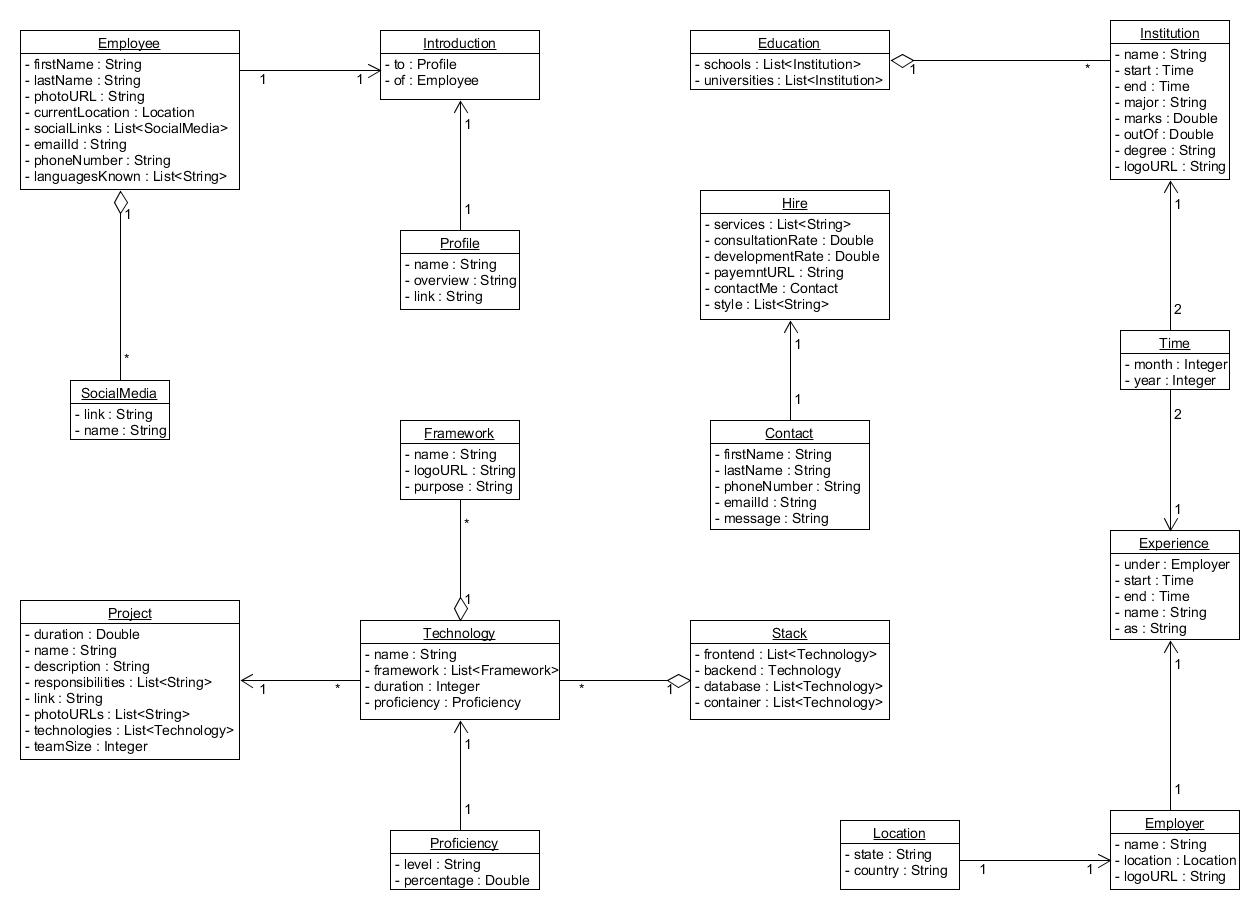 Employee
- firstName : String
- lastName : String
- photoURL : String
- currentLocation : Location
- socialLinks : List<SocialMedia>
- emailId : String
- phoneNumber : String
- languagesKnown : List<String>
1
1
Introduction
- to : Profile
- of : Employee
1
1
Profile
- name : String
- overview : String
- link : String
1
*
SocialMedia
- link : String
- name : String
Education
- schools : List<Institution>
- universities : List<Institution>
1
*
Institution
- name : String
- start : Time
- end : Time
- major : String
- marks : Double
- outOf : Double
- degree : String
- logoURL : String
1
2
Time
- month : Integer
- year : Integer
2
1
Hire
- services : List<String>
- consultationRate : Double
- developmentRate : Double
- payemntURL : String
- contactMe : Contact
- style : List<String>
1
1
Contact
- firstName : String
- lastName : String
- phoneNumber : String
- emailId : String
- message : String
Experience
- under : Employer
- start : Time
- end : Time
- name : String
- as : String
1
1
Framework
- name : String
- logoURL : String
- purpose : String
*
1
Project
- duration : Double
- name : String
- description : String
- responsibilities : List<String>
- link : String
- photoURLs : List<String>
- technologies : List<Technology>
- teamSize : Integer
1
*
Technology
- name : String
- framework : List<Framework>
- duration : Integer
- proficiency : Proficiency
*
1
Stack
- frontend : List<Technology>
- backend : Technology
- database : List<Technology>
- container : List<Technology>
1
1
Proficiency
- level : String
- percentage : Double
Location
- state : String
- country : String
1
1
Employer
- name : String
- location : Location
- logoURL : String